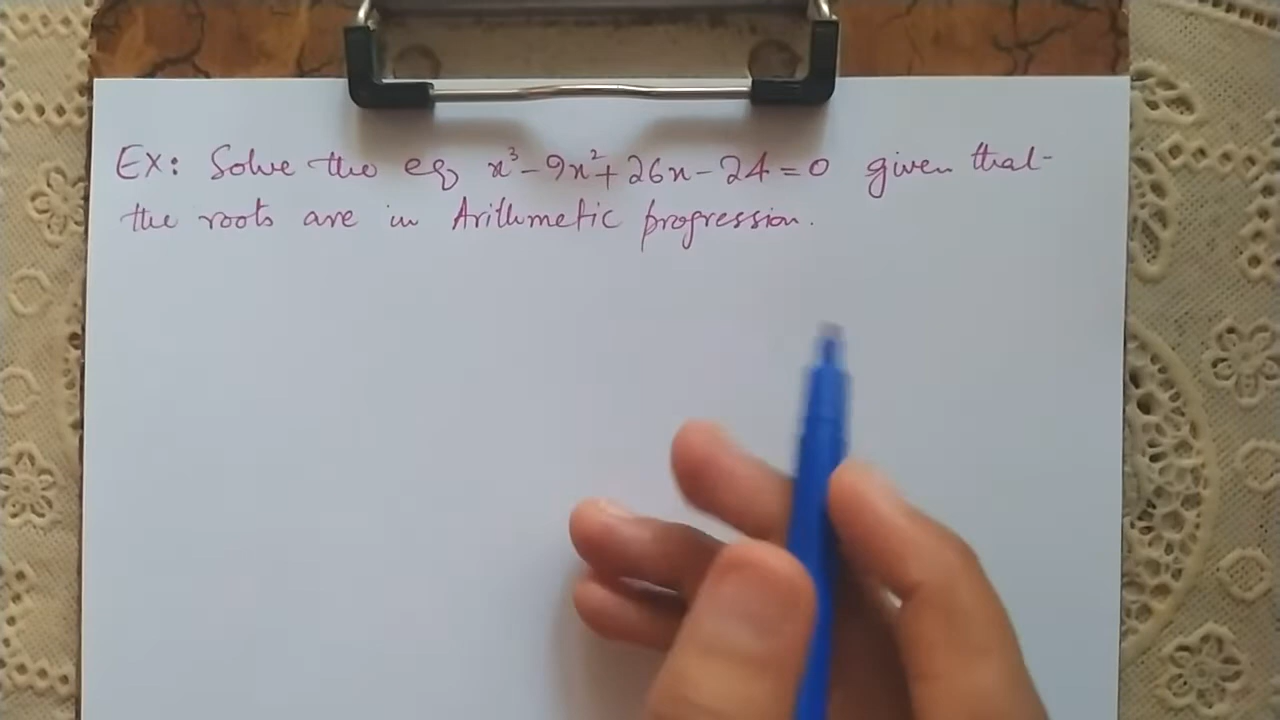 Ex: Solve the eq x³ - 9x² + 26x - 24 = 0 given that
the roots are in Arithmetic progression.